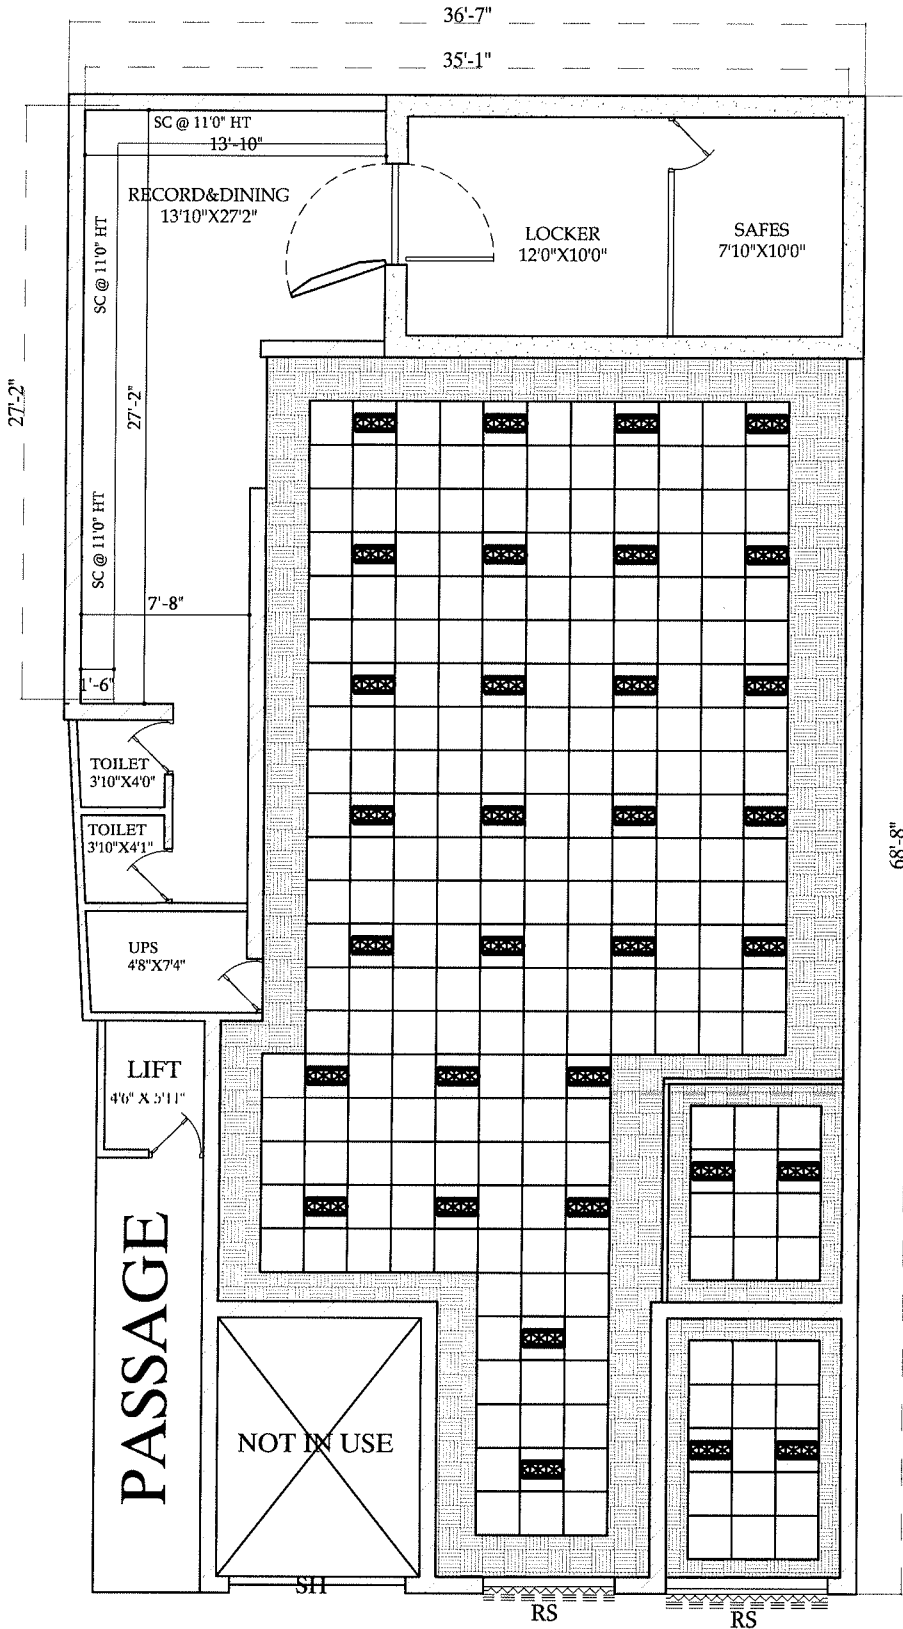 36'-7"
35'-1"
SC @ 11'0" HT
13'-10"
RECORD&DINING
13'10"X27'2"
LOCKER
12'0"X10'0"
SAFES
7'10"X10'0"
SC @ 11'0" HT
27'-2"
27'-2"
SC @ 11'0" HT
7'-8"
1'-6"
TOILET
3'10"X4'0"
TOILET
3'10"X4'1"
68'-8"
UPS
4'8"X7'4"
LIFT
4'6" X 5'11"
PASSAGE
NOT IN USE
SH
RS
RS